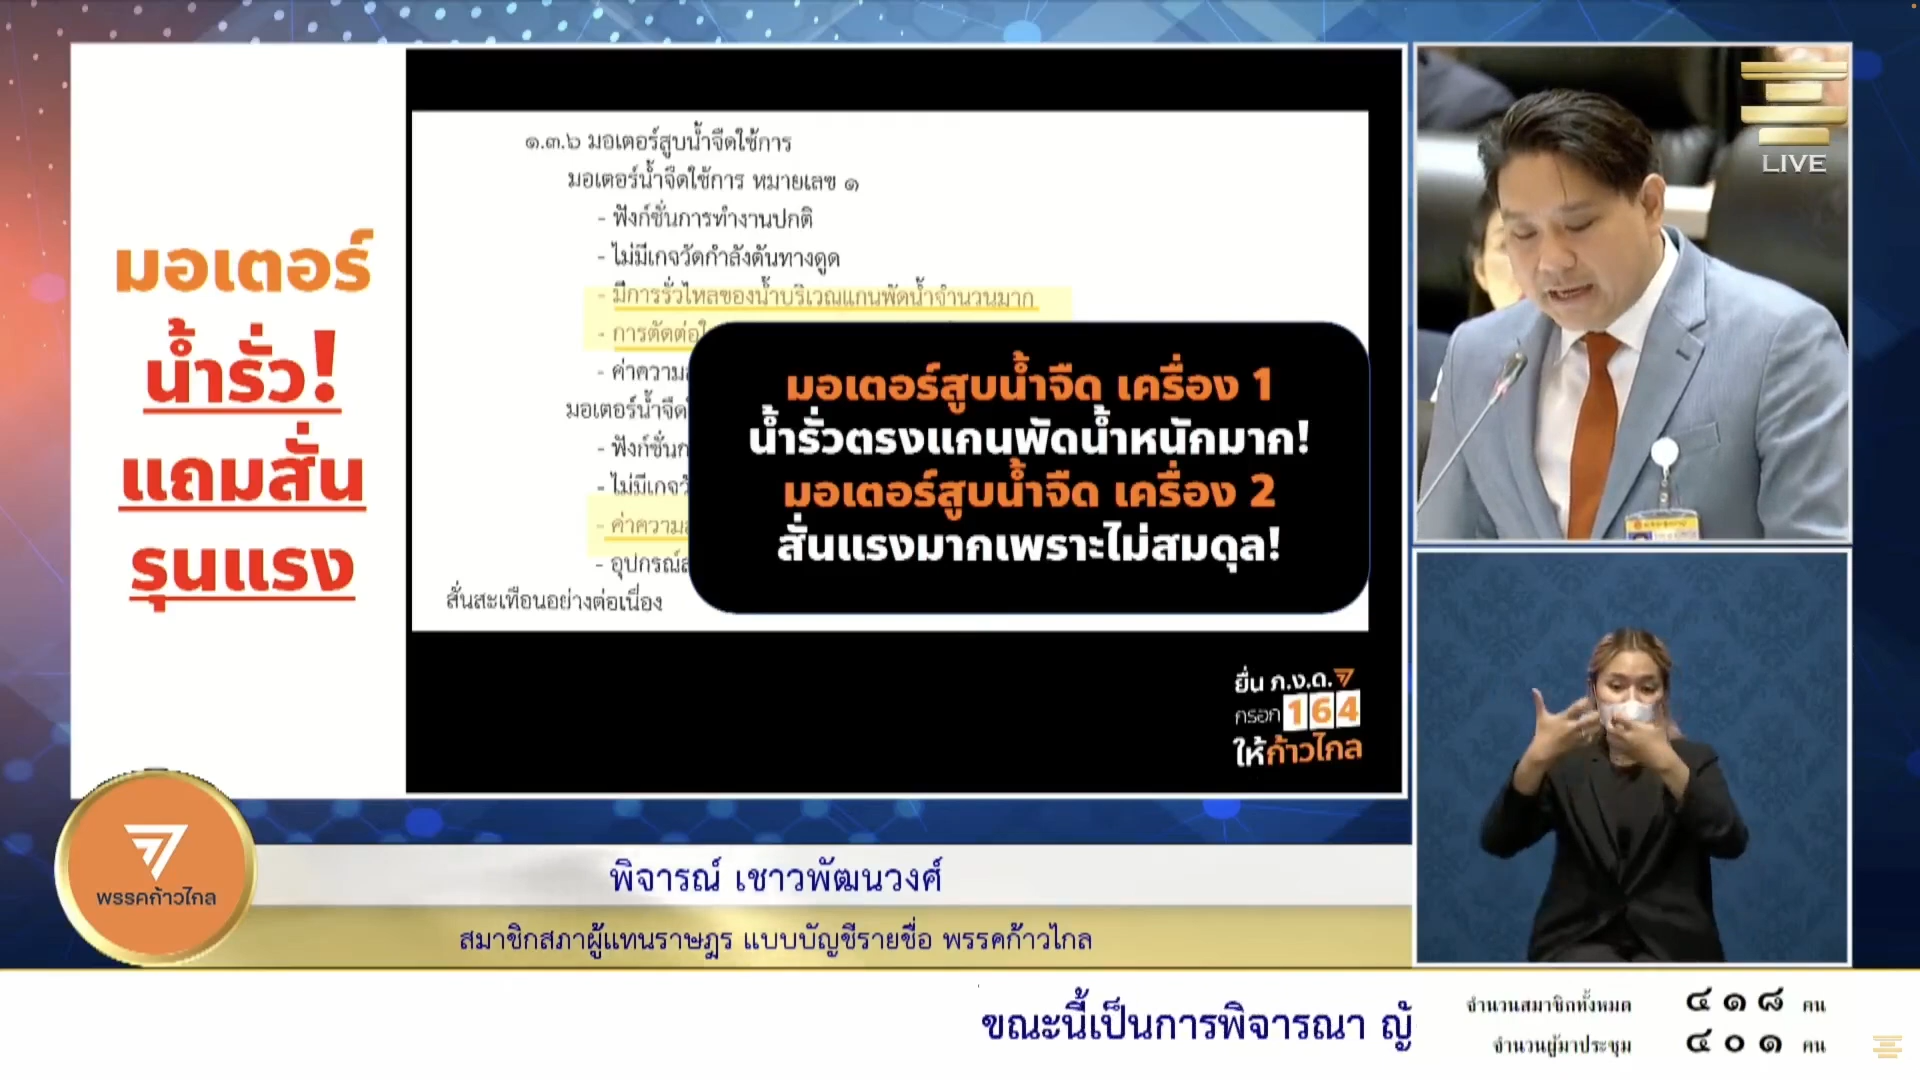 มอเตอร์
น้ำรั่ว!
แถมสั่น
รุนแรง
๑.๓.๖ มอเตอร์สูบน้ำจืดใช้การ
มอเตอร์น้ำจืดใช้การ หมายเลข ๑
- ฟังก์ชั่นการทำงานปกติ
- ไม่มีเกจวัดกำลังดันทางดูด
- มีการรั่วไหลของน้ำบริเวณแกนพัดน้ำจำนวนมาก
- การตัดต่อ
- ค่าความ
มอเตอร์น้ำจืด
- ฟังก์ชั่น
- ไม่มีเกจ
- ค่าความ
- อุปกรณ์
สั่นสะเทือนอย่างต่อเนื่อง
มอเตอร์สูบน้ำจืด เครื่อง 1
น้ำรั่วตรงแกนพัดน้ำหนักมาก!
มอเตอร์สูบน้ำจืด เครื่อง 2
สั่นแรงมากเพราะไม่สมดุล!
ยื่น ภ.ง.ด.
กรอก 164
ให้ก้าวไกล
LIVE
พรรคก้าวไกล
พิจารณ์ เชาวพัฒนวงศ์
สมาชิกสภาผู้แทนราษฎร แบบบัญชีรายชื่อ พรรคก้าวไกล
ขณะนี้เป็นการพิจารณา ญั
จำนวนสมาชิกทั้งหมด ๔๑๘ คน
จำนวนผู้มาประชุม ๔๐๑ คน